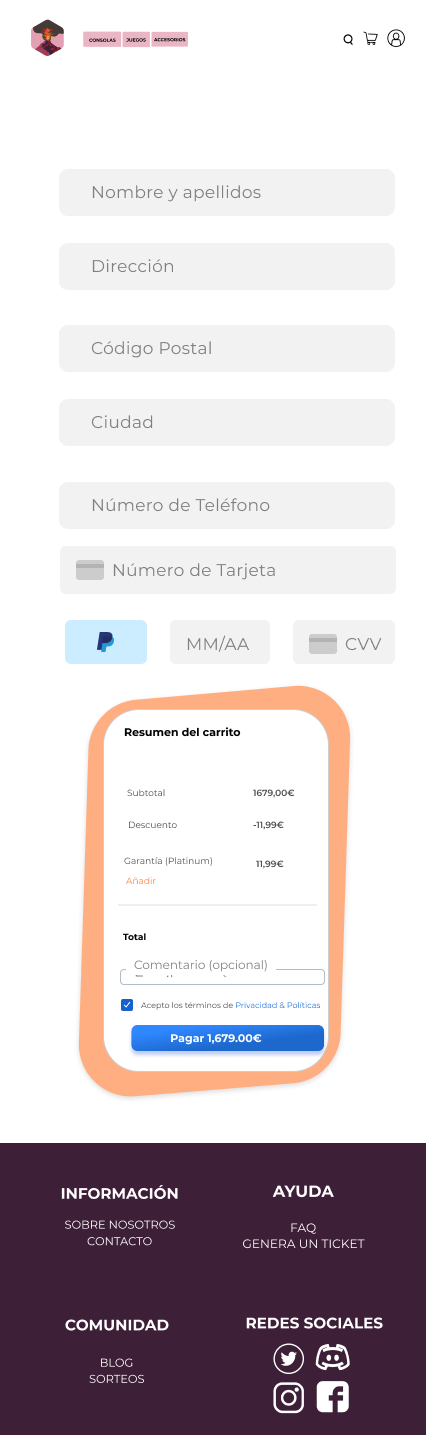 CONSOLAS JUEGOS ACCESORIOS
Nombre y apellidos
Dirección
Código Postal
Ciudad
Número de Teléfono
Número de Tarjeta
MM/AA CVV
Resumen del carrito
Subtotal 1679,00€
Descuento -11,99€
Garantía (Platinum) 11,99€
Añadir
Total
Comentario (opcional)
Acepto los términos de Privacidad & Políticas
Pagar 1,679.00€
INFORMACIÓN
SOBRE NOSOTROS
CONTACTO
AYUDA
FAQ
GENERA UN TICKET
COMUNIDAD
BLOG
SORTEOS
REDES SOCIALES